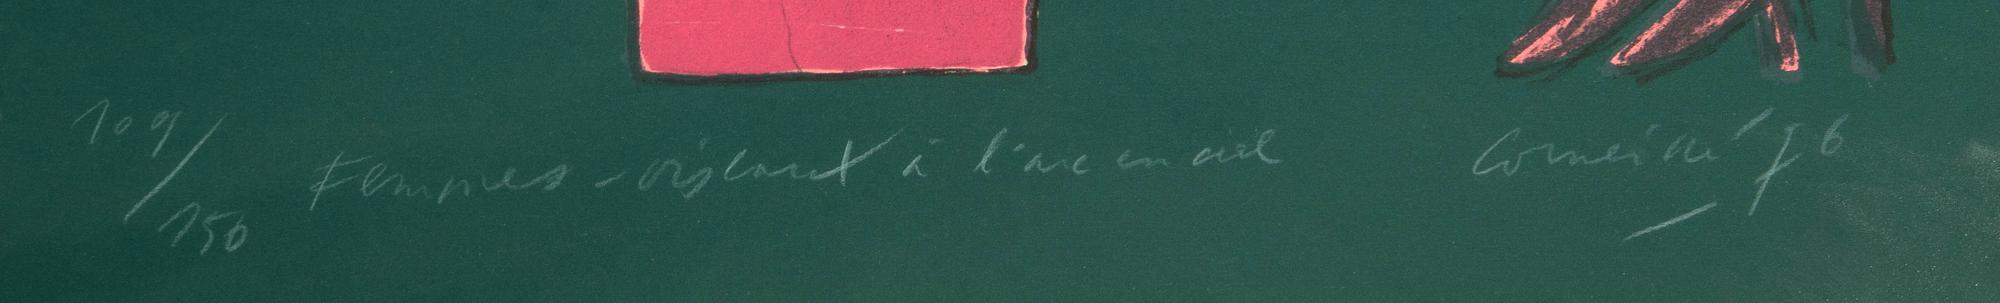 109/150 Femmes-oiseaux à l'arc en ciel Corneille '76